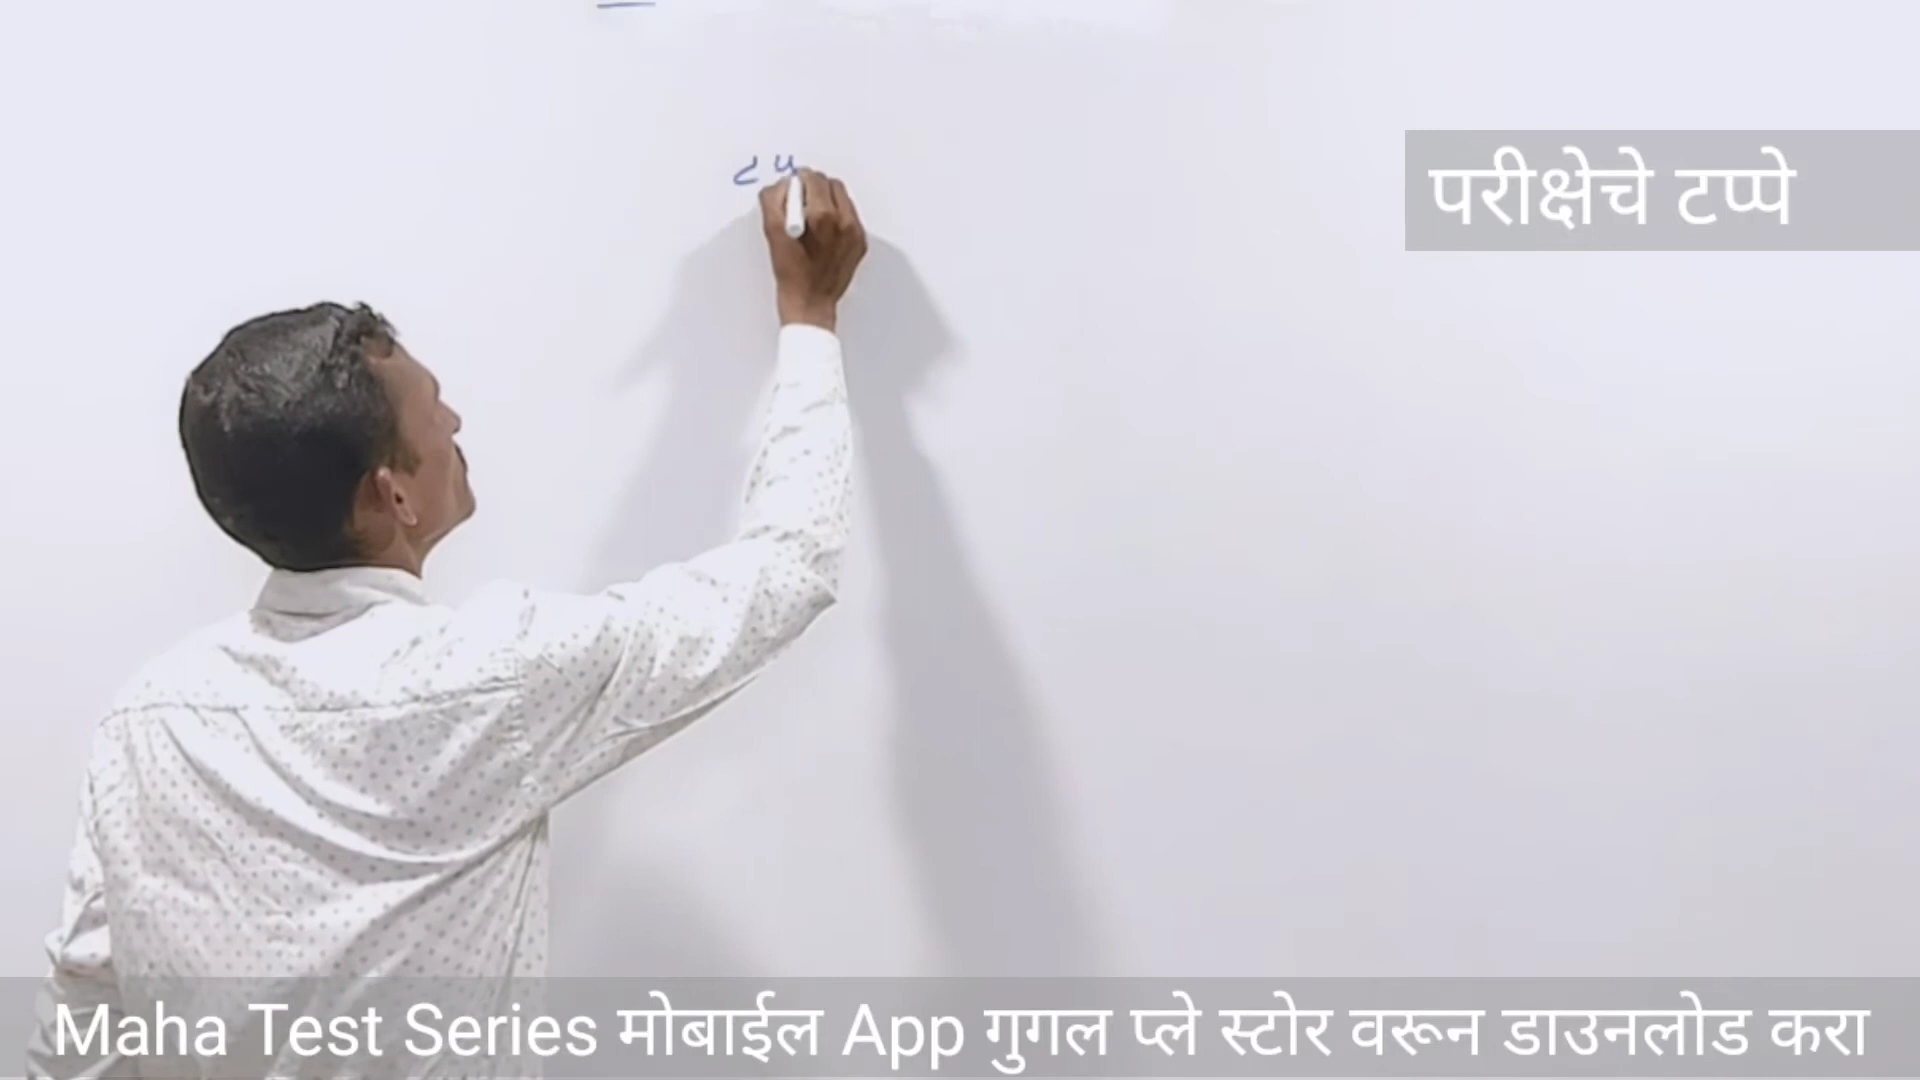 परीक्षेचे टप्पे
Maha Test Series मोबाईल App गुगल प्ले स्टोर वरून डाउनलोड करा